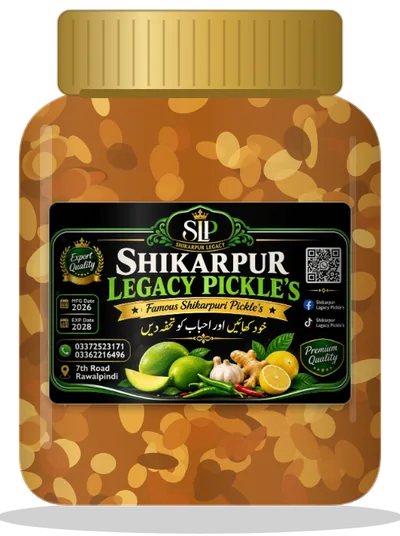 SLP
SHIKARPUR LEGACY
SHIKARPUR
LEGACY PICKLE'S
Famous Shikarpuri Pickle's
خود کھائیں اور احباب کو تحفہ دیں
Export
Quality
MFG Date
2026
EXP Date
2028
03372523171
03362216496
7th Road
Rawalpindi
Shikarpur
Legacy Pickle's
Shikarpur
Legacy Pickle's
Premium
Quality